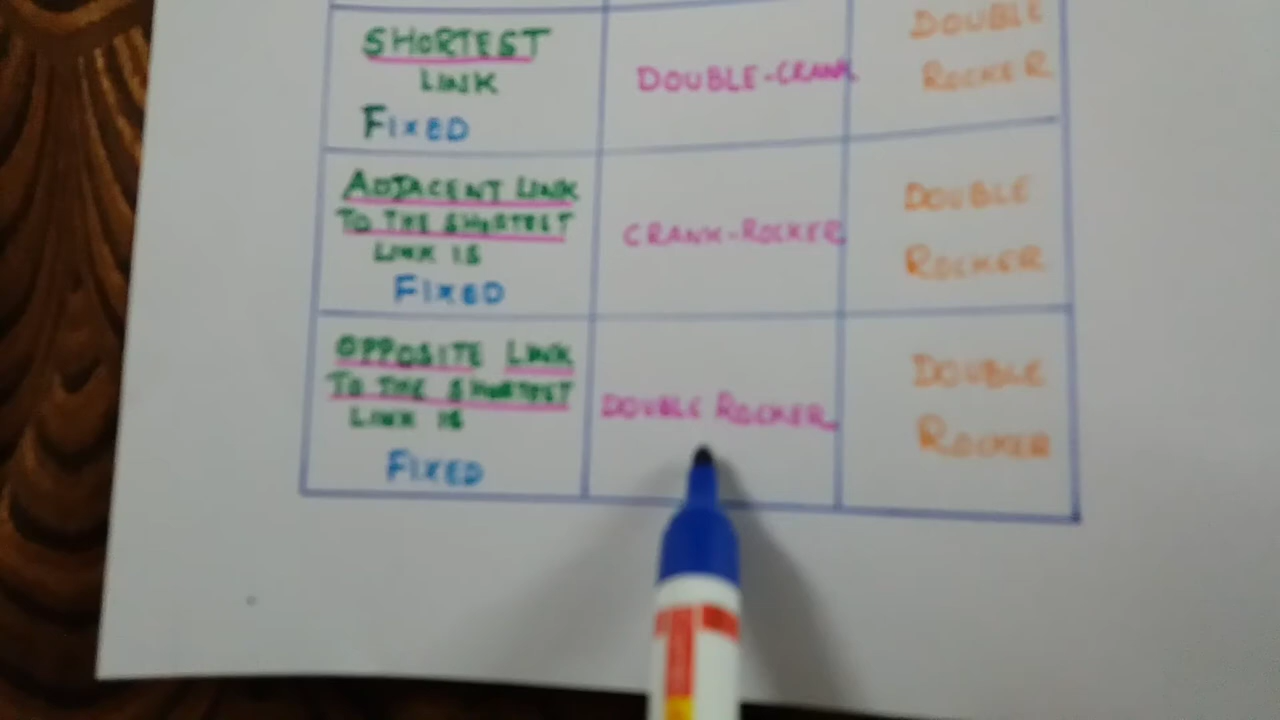 SHORTEST
LINK
FIXED
DOUBLE-CRANK
DOUBLE
ROCKER
ADJACENT LINK
TO THE SHORTEST
LINK IS
FIXED
CRANK-ROCKER
DOUBLE
ROCKER
OPPOSITE LINK
TO THE SHORTEST
LINK IS
FIXED
DOUBLE ROCKER
DOUBLE
ROCKER